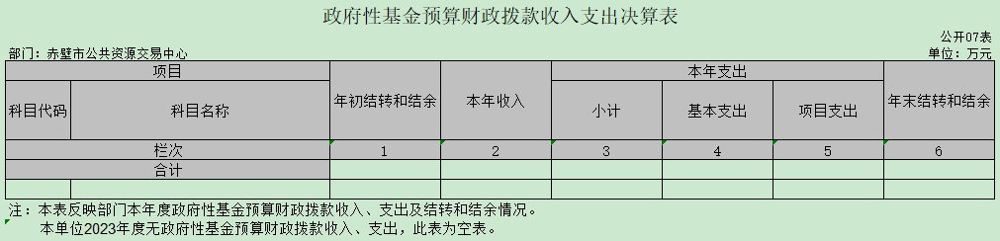 政府性基金预算财政拨款收入支出决算表
公开07表
部门：赤壁市公共资源交易中心 单位：万元
项目 年初结转和结余 本年收入 本年支出 年末结转和结余
科目代码 科目名称 小计 基本支出 项目支出
栏次 1 2 3 4 5 6
合计
注：本表反映部门本年度政府性基金预算财政拨款收入、支出及结转和结余情况。
本单位2023年度无政府性基金预算财政拨款收入、支出，此表为空表。